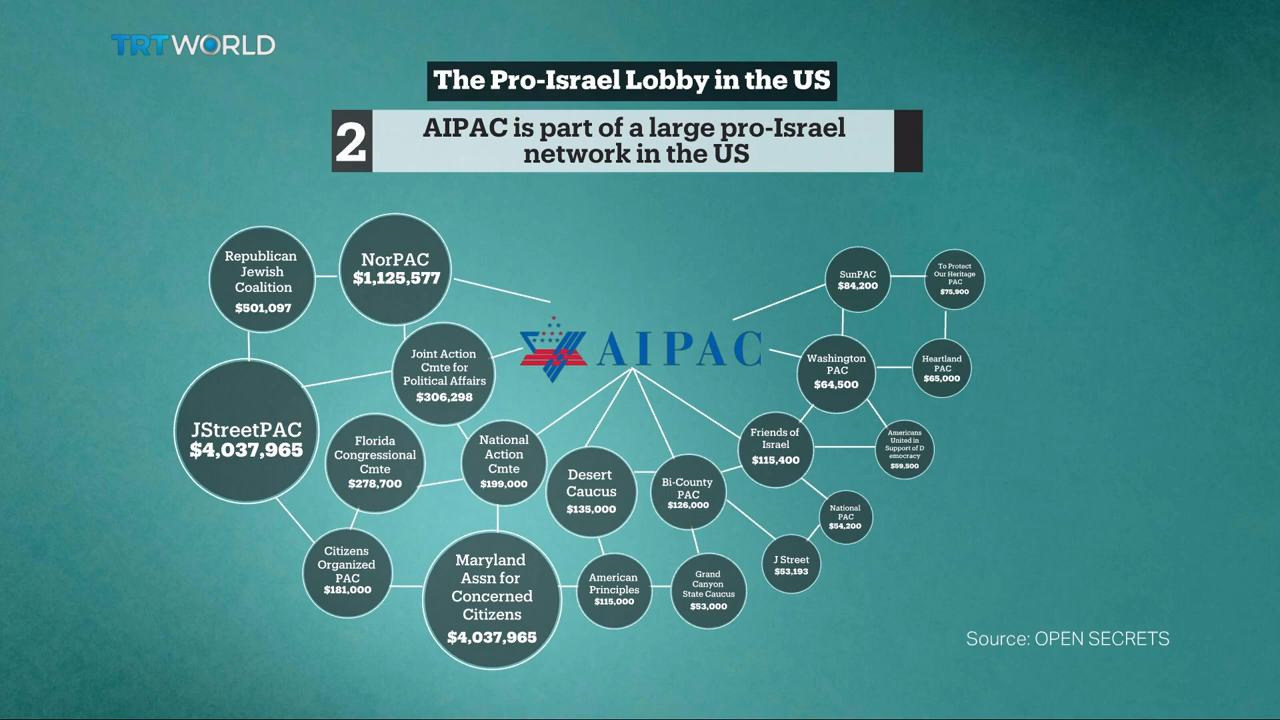 TRT WORLD
The Pro-Israel Lobby in the US
2
AIPAC is part of a large pro-Israel
network in the US
Republican
Jewish
Coalition
$501,097
NorPAC
$1,125,577
Joint Action
Cmte for
Political Affairs
$306,298
JStreetPAC
$4,037,965
Florida
Congressional
Cmte
$278,700
National
Action
Cmte
$199,000
Citizens
Organized
PAC
$181,000
Maryland
Assn for
Concerned
Citizens
$4,037,965
AIPAC
Desert
Caucus
$135,000
Bi-County
PAC
$126,000
American
Principles
$115,000
Grand
Canyon
State Caucus
$53,000
Friends of
Israel
$115,400
J Street
$53,193
National
PAC
$54,200
SunPAC
$84,200
To Protect
Our Heritage
PAC
$75,900
Washington
PAC
$64,500
Heartland
PAC
$65,000
Americans
United in
Support of D
emocracy
$59,500
Source: OPEN SECRETS